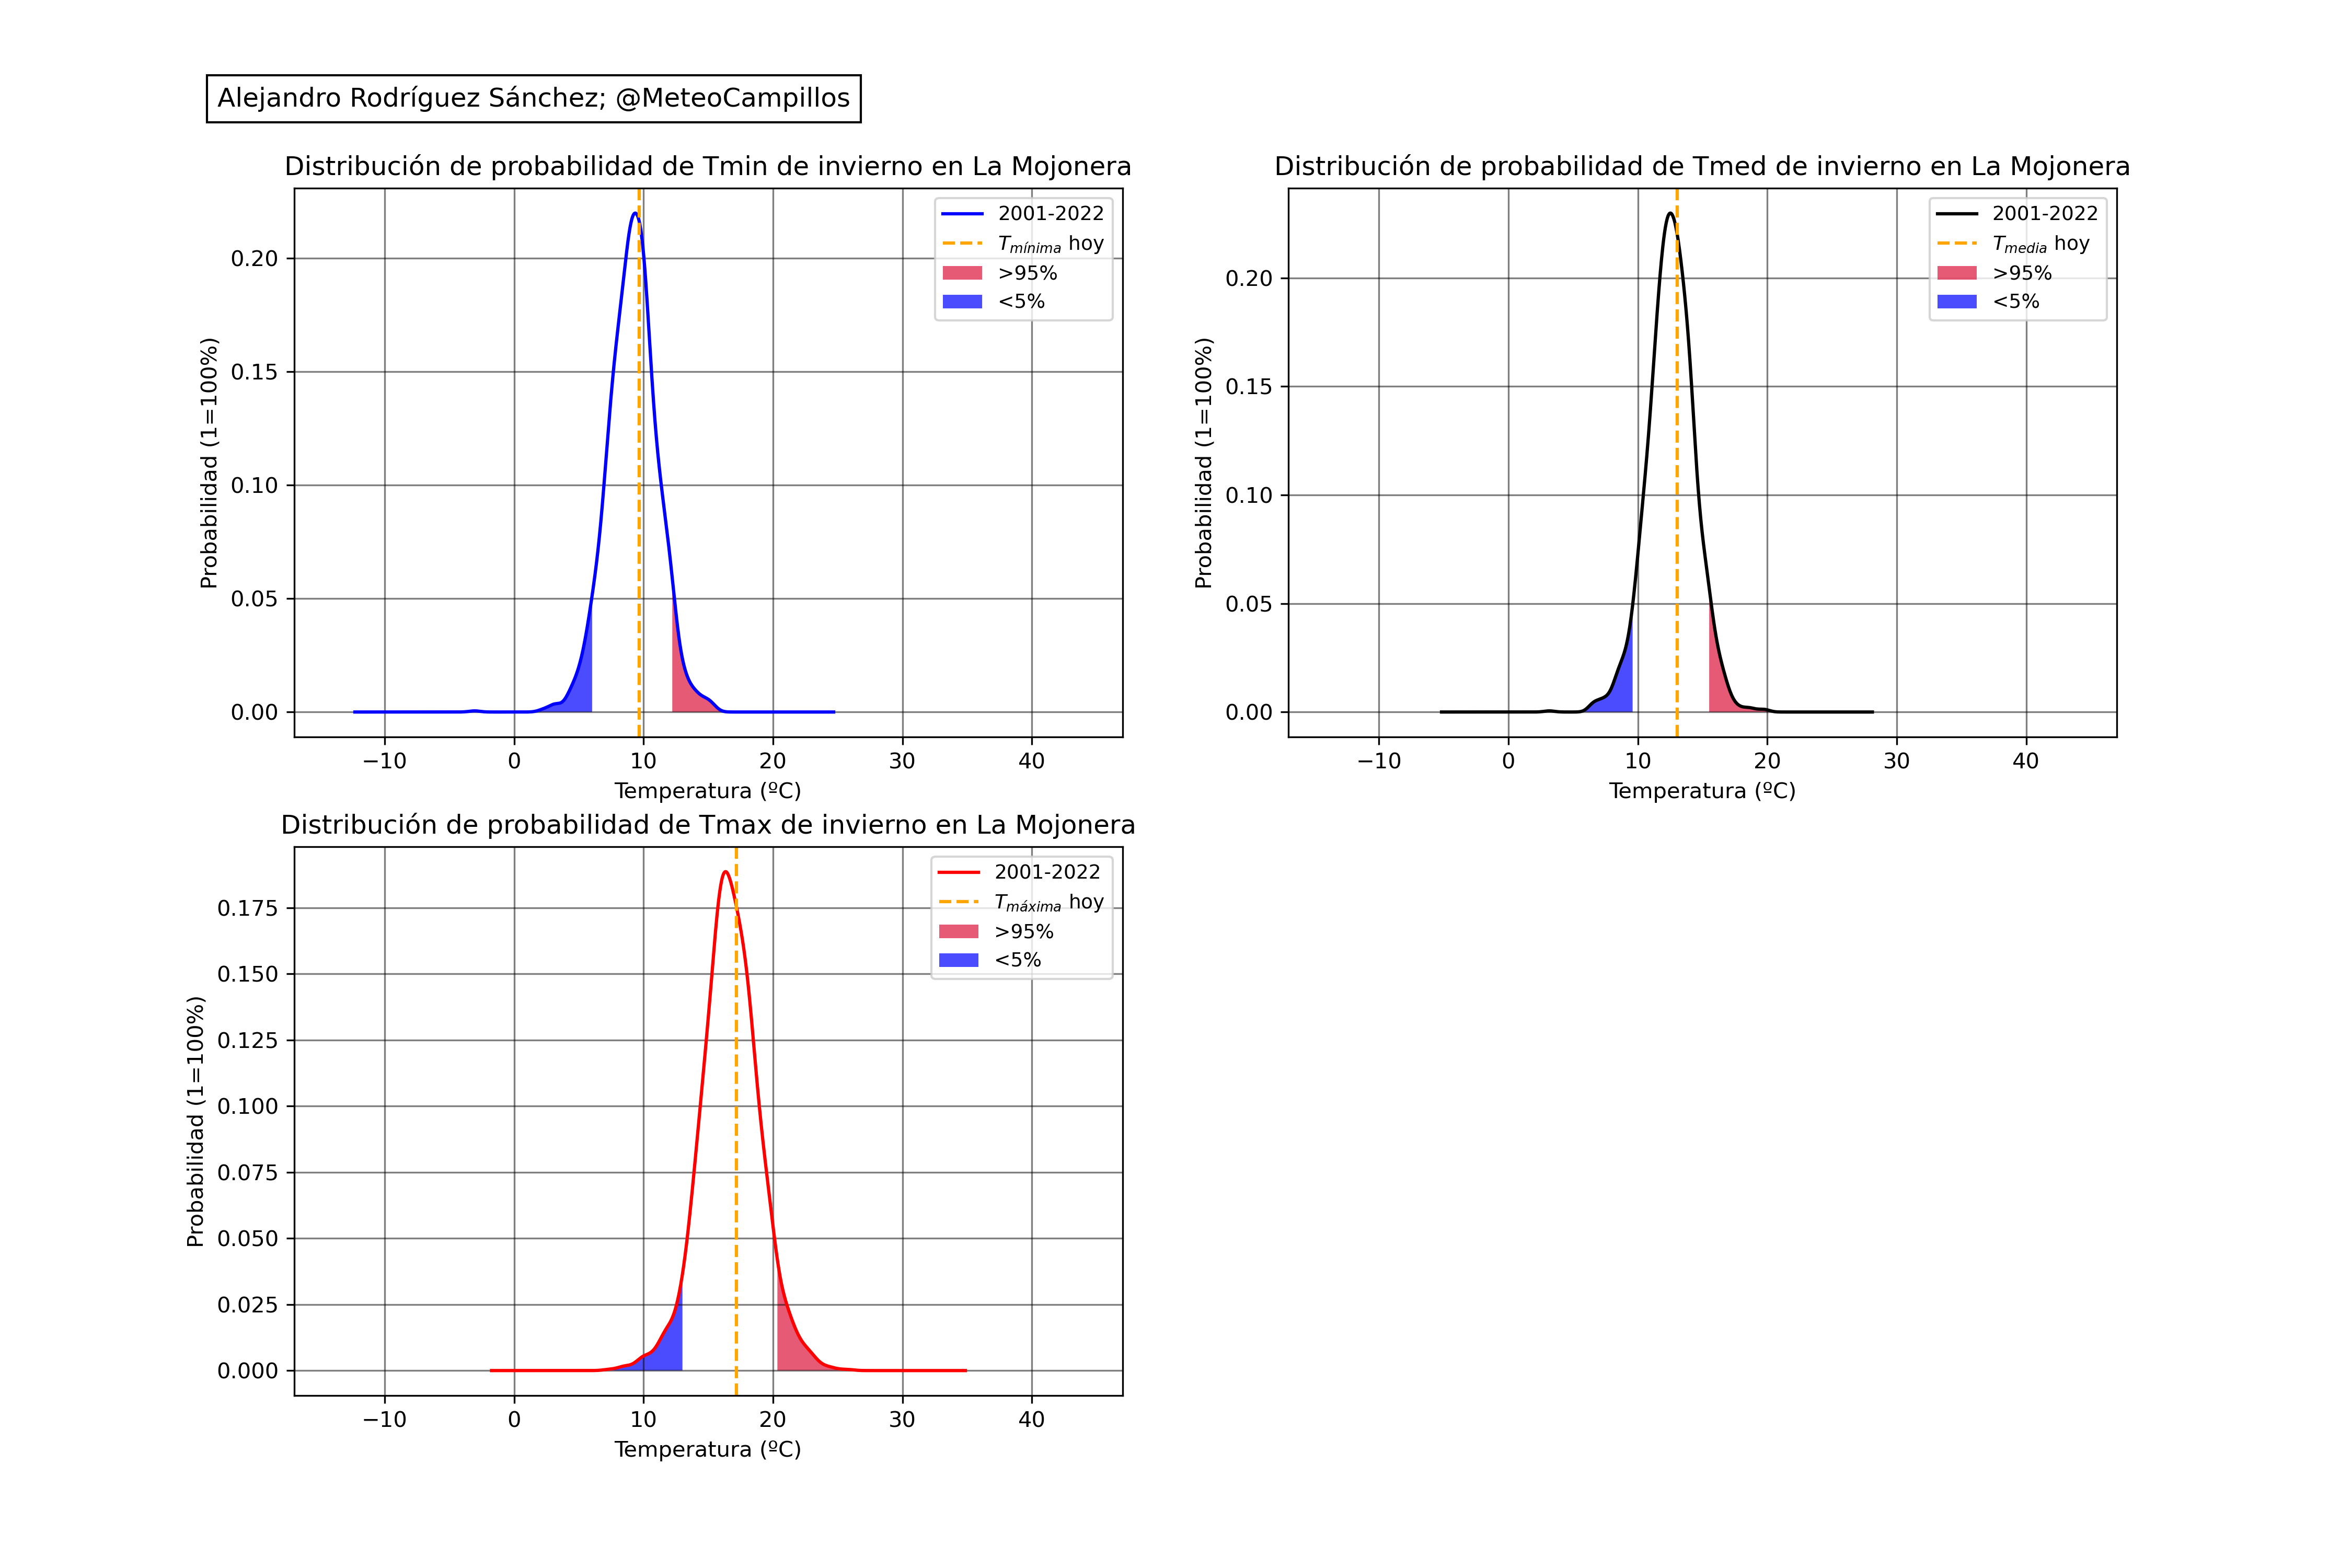 Alejandro Rodríguez Sánchez; @MeteoCampillos
Distribución de probabilidad de Tmin de invierno en La Mojonera
Probabilidad (1=100%)
0.20
0.15
0.10
0.05
0.00
2001-2022
Tmínima hoy
>95%
<5%
−10 0 10 20 30 40
Temperatura (ºC)
Distribución de probabilidad de Tmed de invierno en La Mojonera
Probabilidad (1=100%)
0.20
0.15
0.10
0.05
0.00
2001-2022
Tmedia hoy
>95%
<5%
−10 0 10 20 30 40
Temperatura (ºC)
Distribución de probabilidad de Tmax de invierno en La Mojonera
Probabilidad (1=100%)
0.175
0.150
0.125
0.100
0.075
0.050
0.025
0.000
2001-2022
Tmáxima hoy
>95%
<5%
−10 0 10 20 30 40
Temperatura (ºC)